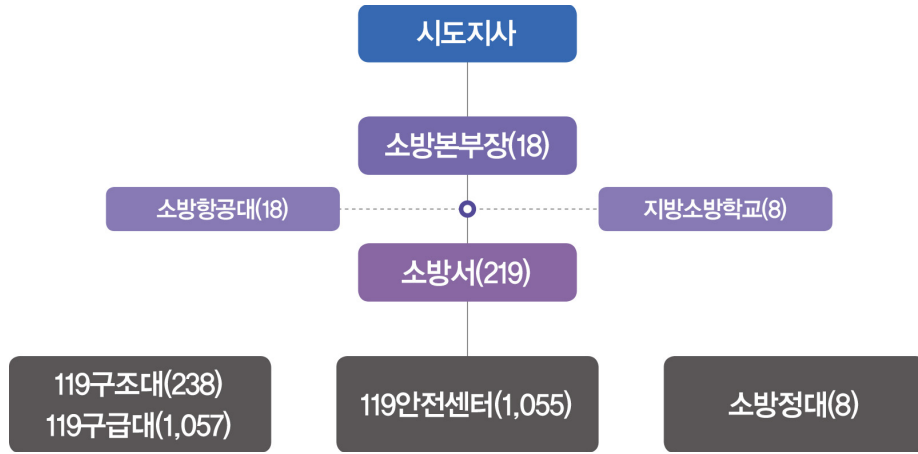 시도지사
소방본부장(18)
소방항공대(18)
지방소방학교(8)
소방서(219)
119구조대(238)
119구급대(1,057)
119안전센터(1,055)
소방정대(8)